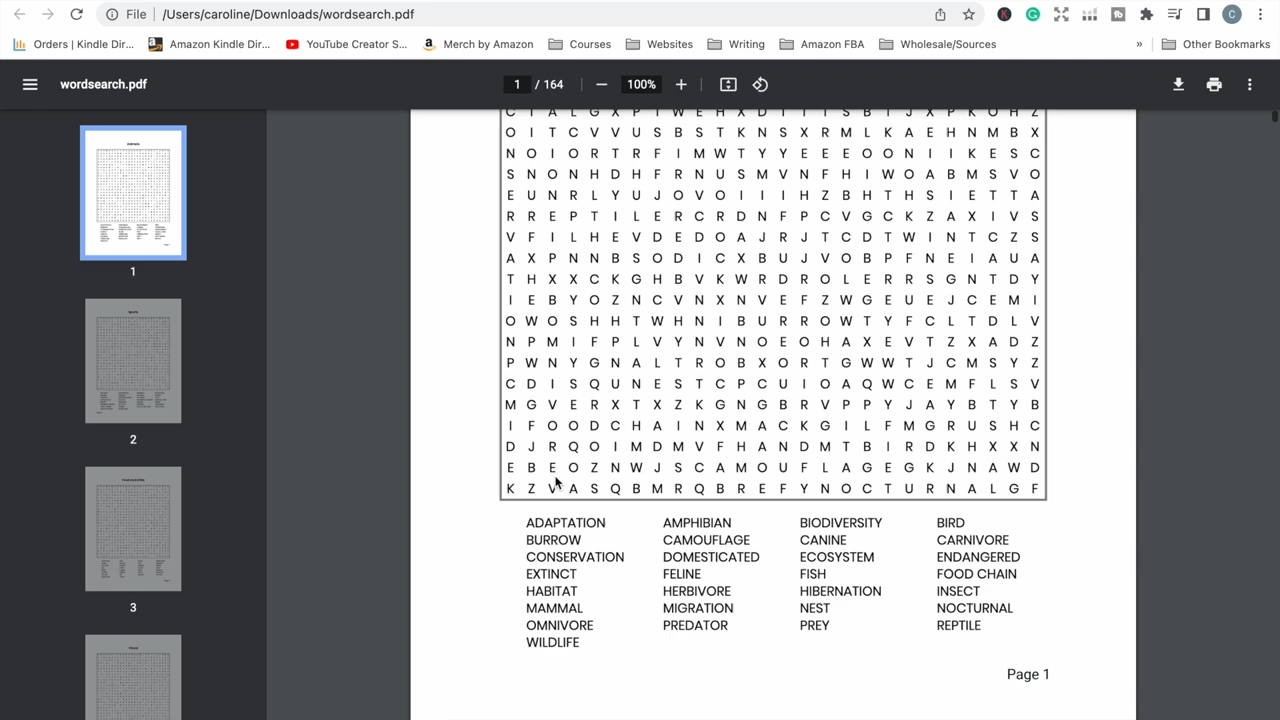 File | /Users/caroline/Downloads/wordsearch.pdf
Orders | Kindle Dir... Amazon Kindle Dir... YouTube Creator S... Merch by Amazon Courses Websites Writing Amazon FBA Wholesale/Sources » Other Bookmarks
wordsearch.pdf 1 / 164 100%
C I A L G X P T W E H X D I T T S B T J X P K O H Z
O I T C V V U S B S T K N S X R M L K A E H N M B X
N O I O R T R F I M W T Y Y E E E G O N I I K E S C
S N O N H D H F R N U S M V N F H I W O A B M S V O
E U N R L Y U J O V O I I I H Z B H T H S I E T T A
R R E P T I L E R C R D N F P C V G C K Z A X I V S
V F I L H E V D E D O A J R J T C D T W I N T C Z S
A X P N N B S O D I C X B U J V O B P F N E I A U A
T H X X C K G H B V K W R D R O L E R R S G N T D Y
I E B Y O Z N C V N X N V E F Z W G E U E J C E M I
O W O S H H T W H N I B U R R O W T Y F C L T D L V
N P M I F P L V Y N V N O E O H A X E V T Z X A D Z
P W N Y G N A L T R O B X O R T G W W T J C M S Y Z
C D I S Q U N E S T C P C U I O A Q W C E M F L S V
M G V E R X T X Z K G N G B R V P P Y J A Y B T Y B
I F O O D C H A I N X M A C K G I L F M G R U S H C
D J R Q O I M D M V F H A N D M T B I R D K H X X N
E B E O Z N W J S C A M O U F L A G E G K J N A W D
K Z V A S Q B M R Q B R E F Y N O C T U R N A L G F
ADAPTATION AMPHIBIAN BIODIVERSITY BIRD
BURROW CAMOUFLAGE CANINE CARNIVORE
CONSERVATION DOMESTICATED ECOSYSTEM ENDANGERED
EXTINCT FELINE FISH FOOD CHAIN
HABITAT HERBIVORE HIBERNATION INSECT
MAMMAL MIGRATION NEST NOCTURNAL
OMNIVORE PREDATOR PREY REPTILE
WILDLIFE
Page 1
1
2
3